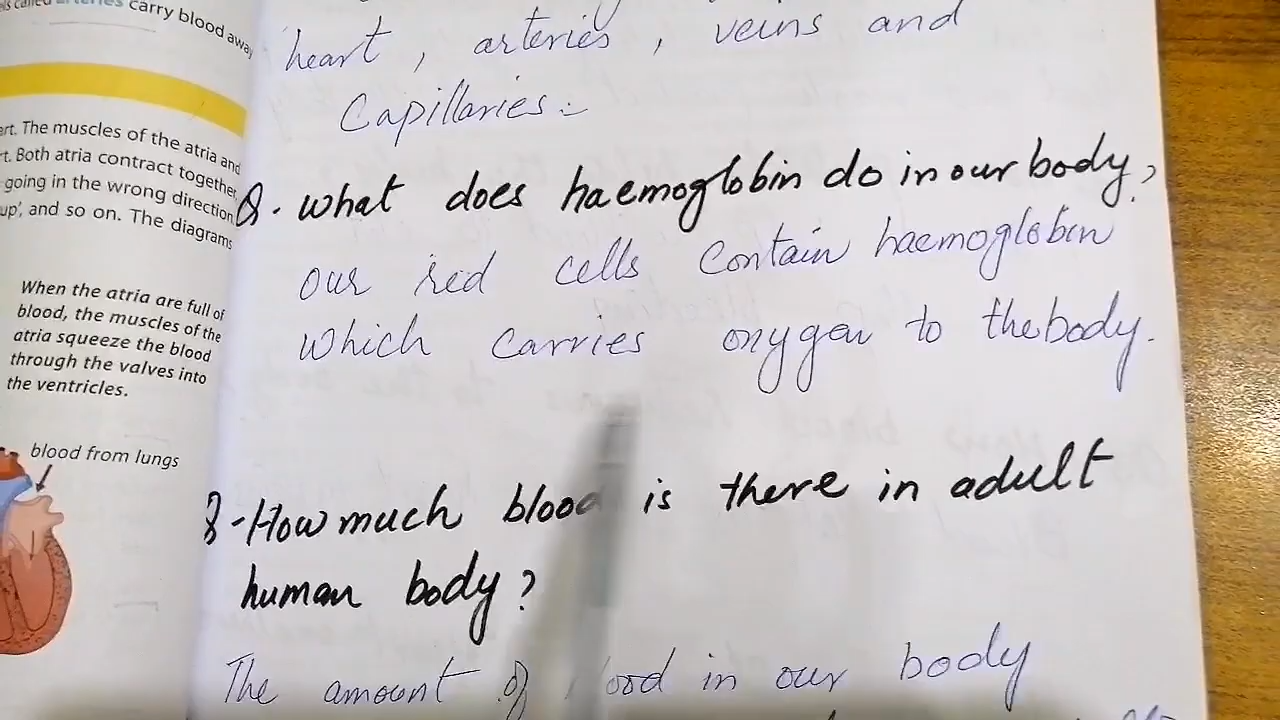 called arteries carry blood away
art. The muscles of the atria and
t. Both atria contract together,
going in the wrong direction
up', and so on. The diagrams
When the atria are full of
blood, the muscles of the
atria squeeze the blood
through the valves into
the ventricles.
blood from lungs
heart, arteries, veins and
Capillaries:-
Q. what does haemoglobin do in our body?
our red cells contain haemoglobin
which carries oxygen to the body.
Q-How much blood is there in adult
human body?
The amount of blood in our body